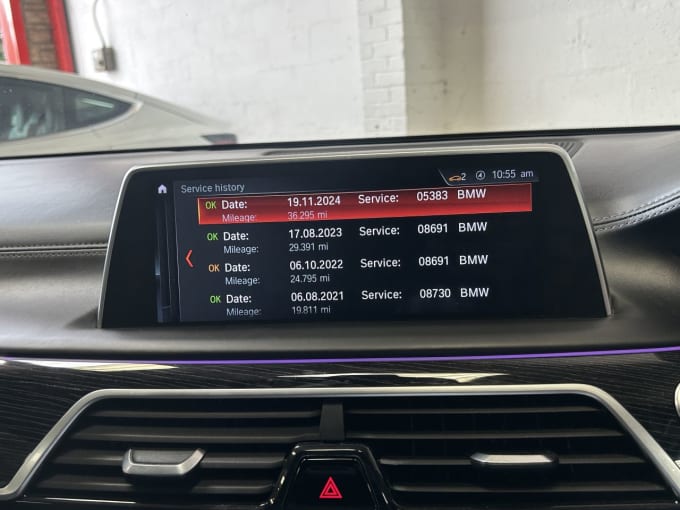 2 4 10:55 am
Service history
OK Date: 19.11.2024 Service: 05383 BMW
Mileage: 36.295 mi
OK Date: 17.08.2023 Service: 08691 BMW
Mileage: 29.391 mi
OK Date: 06.10.2022 Service: 08691 BMW
Mileage: 24.795 mi
OK Date: 06.08.2021 Service: 08730 BMW
Mileage: 19.811 mi